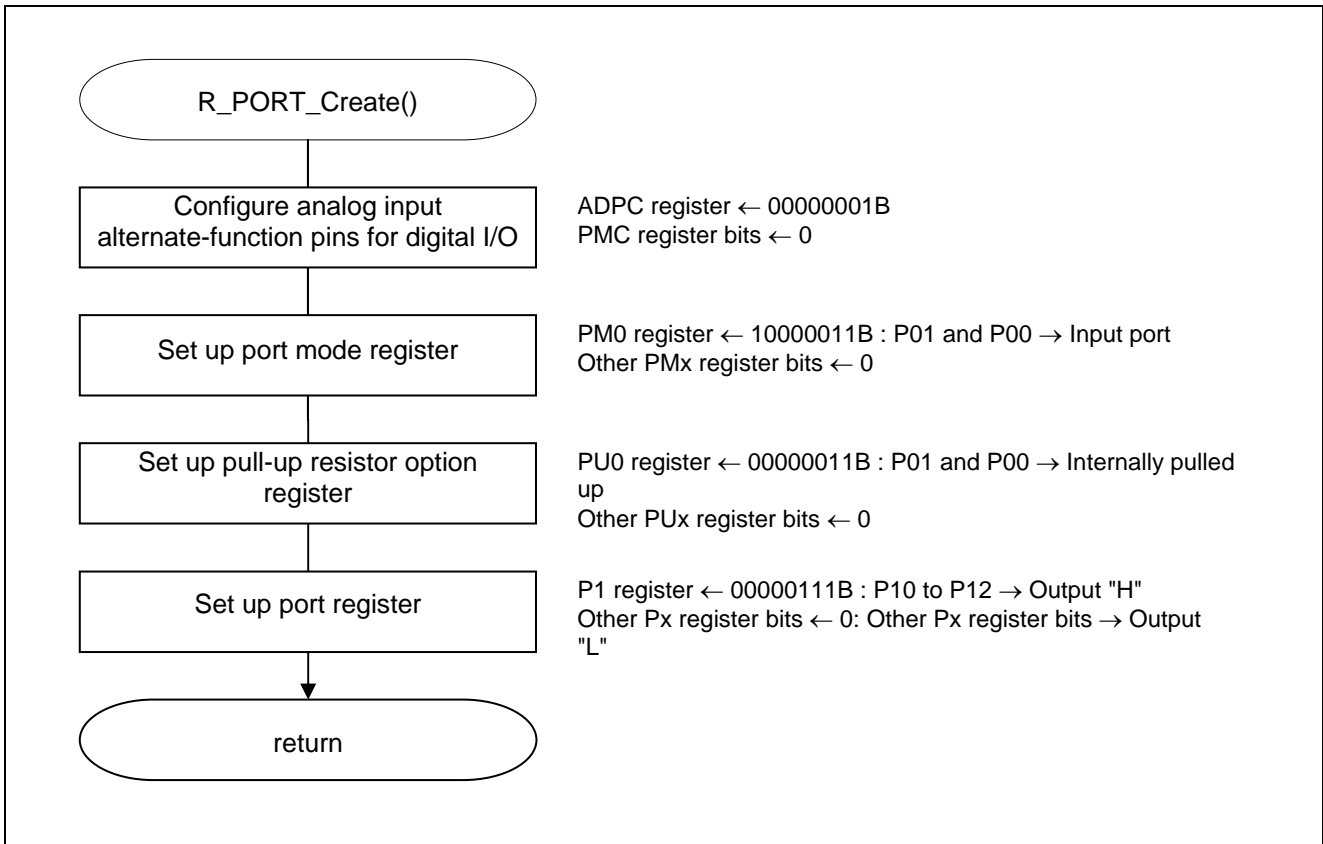 R_PORT_Create()
Configure analog input
alternate-function pins for digital I/O
ADPC register ← 00000001B
PMC register bits ← 0
Set up port mode register
PM0 register ← 10000011B : P01 and P00 → Input port
Other PMx register bits ← 0
Set up pull-up resistor option
register
PU0 register ← 00000011B : P01 and P00 → Internally pulled
up
Other PUx register bits ← 0
Set up port register
P1 register ← 00000111B : P10 to P12 → Output "H"
Other Px register bits ← 0: Other Px register bits → Output
"L"
return